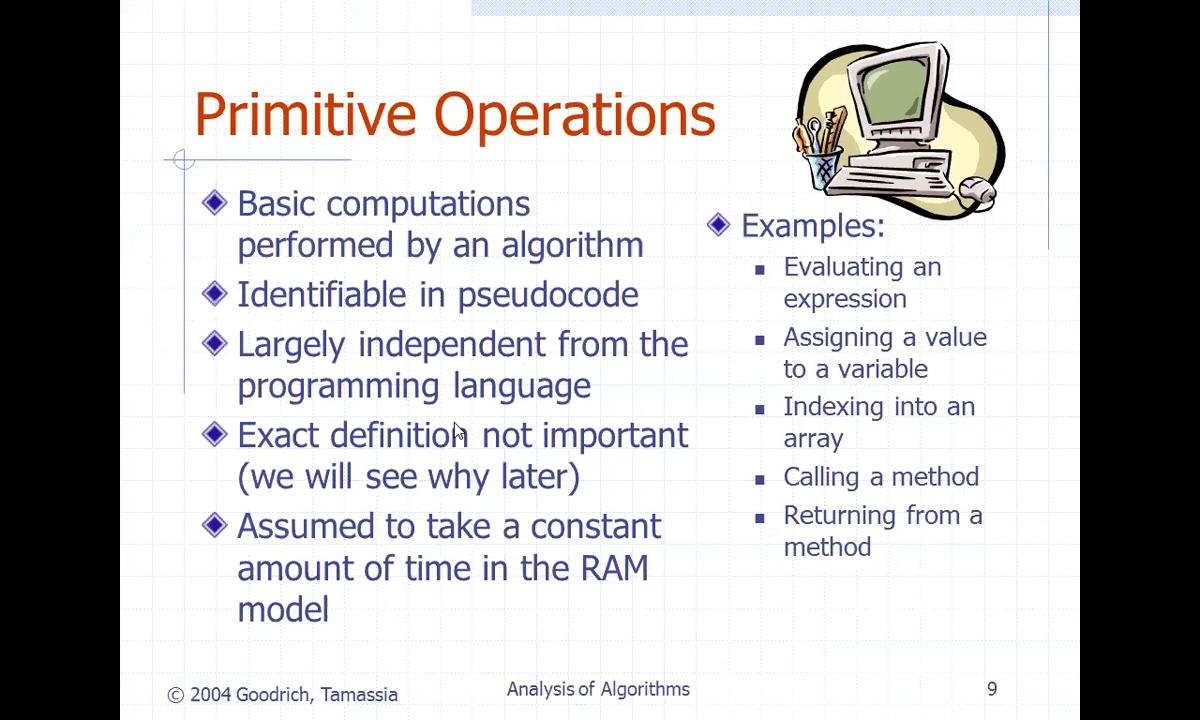 Primitive Operations
Basic computations
performed by an algorithm
Identifiable in pseudocode
Largely independent from the
programming language
Exact definition not important
(we will see why later)
Assumed to take a constant
amount of time in the RAM
model
Examples:
Evaluating an
expression
Assigning a value
to a variable
Indexing into an
array
Calling a method
Returning from a
method
© 2004 Goodrich, Tamassia
Analysis of Algorithms
9